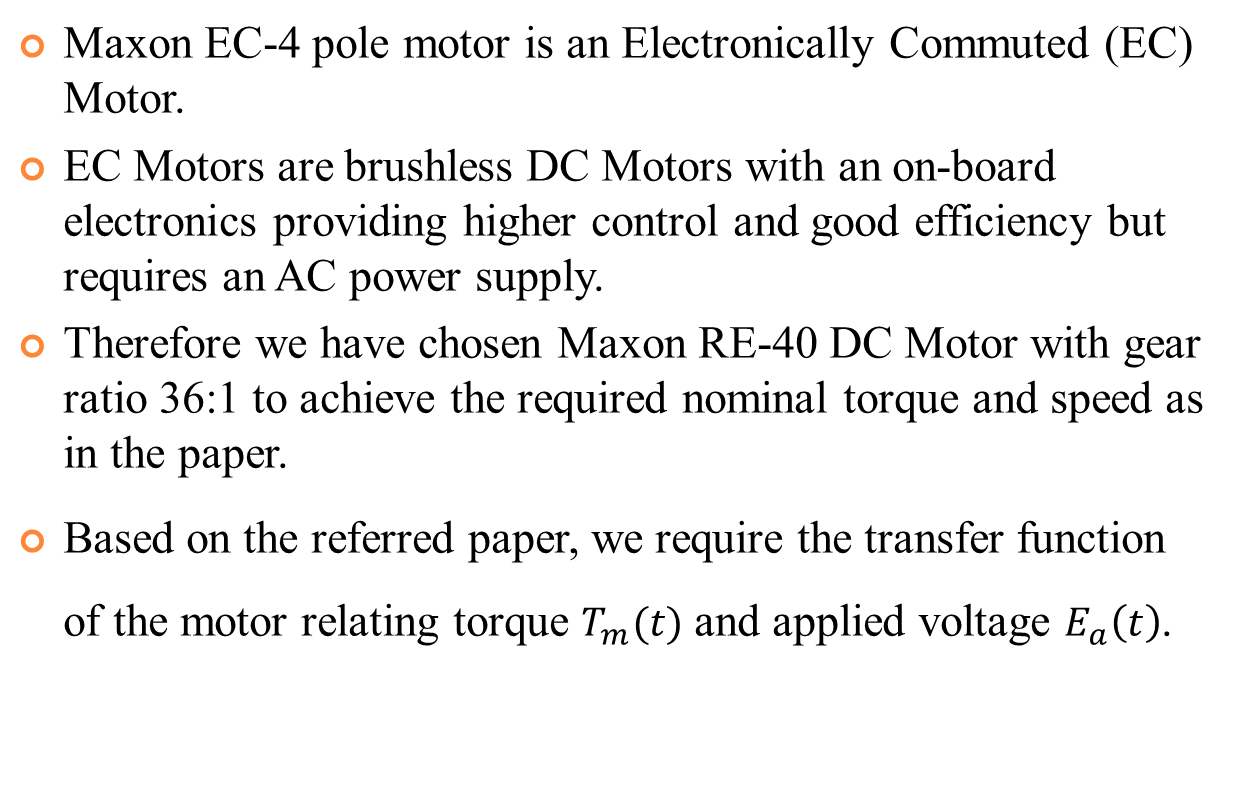 Maxon EC-4 pole motor is an Electronically Commuted (EC)
Motor.
EC Motors are brushless DC Motors with an on-board
electronics providing higher control and good efficiency but
requires an AC power supply.
Therefore we have chosen Maxon RE-40 DC Motor with gear
ratio 36:1 to achieve the required nominal torque and speed as
in the paper.
Based on the referred paper, we require the transfer function
of the motor relating torque 𝑇𝑚(𝑡) and applied voltage 𝐸𝑎(𝑡).